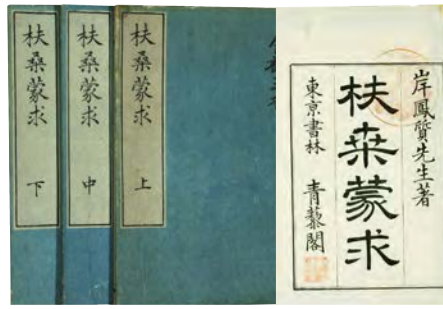 岸鳳質先生著
扶桒蒙求
東京書林　青藜閣
扶桑蒙求　上
扶桑蒙求　中
扶桑蒙求　下